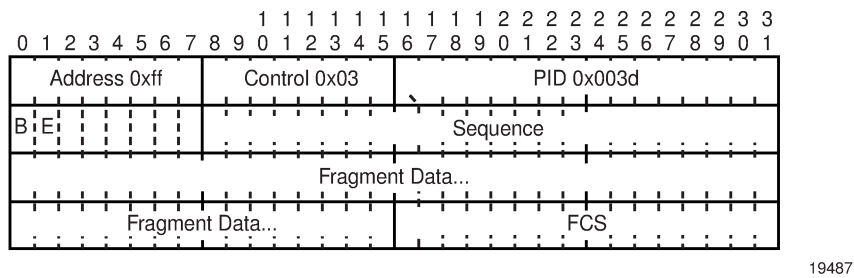 1 1 1 1 1 1 1 1 1 1 2 2 2 2 2 2 2 2 2 2 3 3
0 1 2 3 4 5 6 7 8 9 0 1 2 3 4 5 6 7 8 9 0 1 2 3 4 5 6 7 8 9 0 1
Address 0xff Control 0x03 PID 0x003d
B E Sequence
Fragment Data...
Fragment Data... FCS
19487